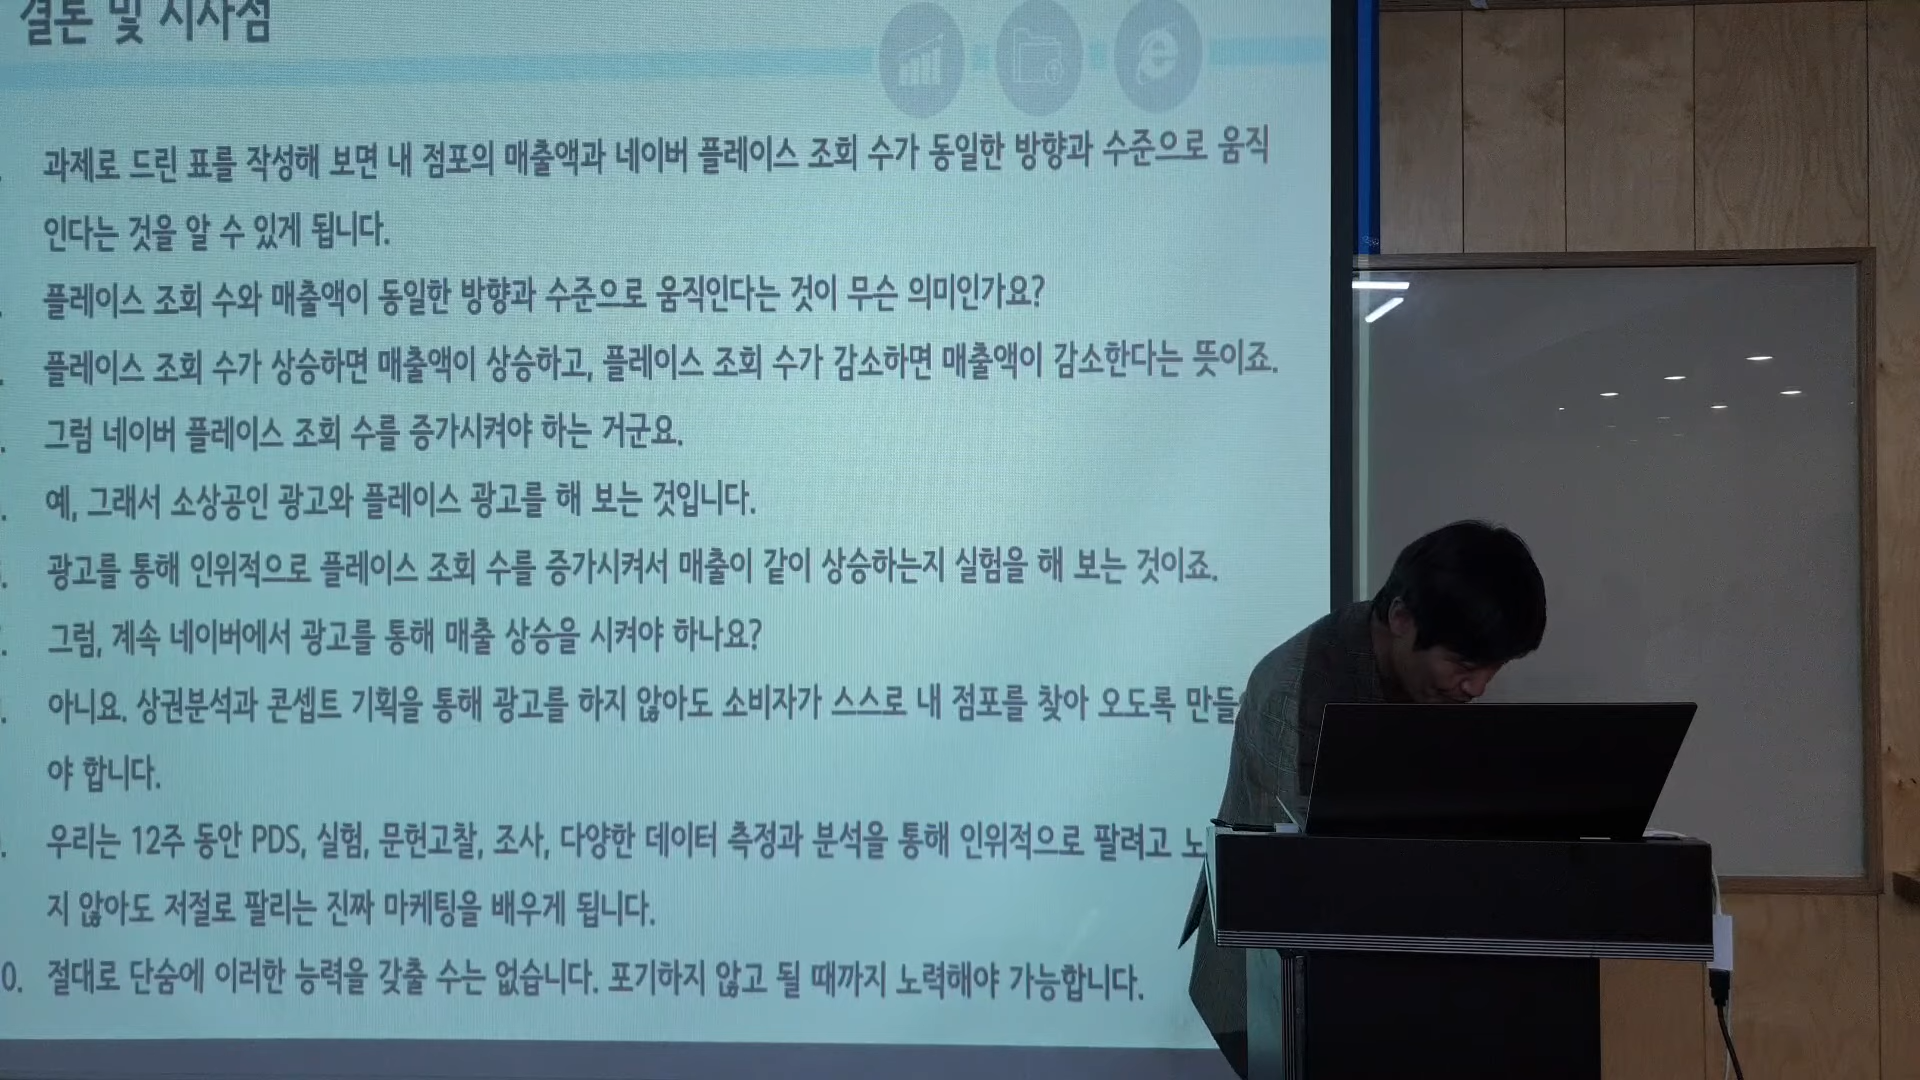 결론 및 시사점
과제로 드린 표를 작성해 보면 내 점포의 매출액과 네이버 플레이스 조회 수가 동일한 방향과 수준으로 움직
인다는 것을 알 수 있게 됩니다.
플레이스 조회 수와 매출액이 동일한 방향과 수준으로 움직인다는 것이 무슨 의미인가요?
플레이스 조회 수가 상승하면 매출액이 상승하고, 플레이스 조회 수가 감소하면 매출액이 감소한다는 뜻이죠.
그럼 네이버 플레이스 조회 수를 증가시켜야 하는 거군요.
예, 그래서 소상공인 광고와 플레이스 광고를 해 보는 것입니다.
광고를 통해 인위적으로 플레이스 조회 수를 증가시켜서 매출이 같이 상승하는지 실험을 해 보는 것이죠.
그럼, 계속 네이버에서 광고를 통해 매출 상승을 시켜야 하나요?
아니요. 상권분석과 콘셉트 기획을 통해 광고를 하지 않아도 소비자가 스스로 내 점포를 찾아 오도록 만들
야 합니다.
우리는 12주 동안 PDS, 실험, 문헌고찰, 조사, 다양한 데이터 측정과 분석을 통해 인위적으로 팔려고 노
지 않아도 저절로 팔리는 진짜 마케팅을 배우게 됩니다.
0. 절대로 단숨에 이러한 능력을 갖출 수는 없습니다. 포기하지 않고 될 때까지 노력해야 가능합니다.